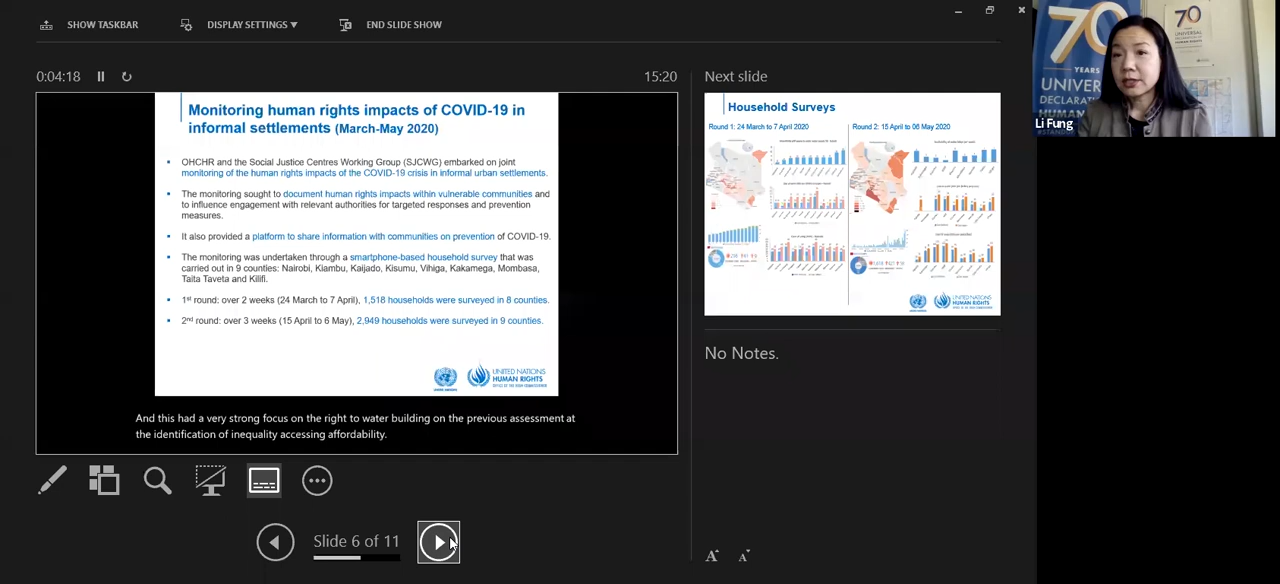 SHOW TASKBAR
DISPLAY SETTINGS ▼
END SLIDE SHOW
0:04:18
15:20
Monitoring human rights impacts of COVID-19 in
informal settlements (March-May 2020)
OHCHR and the Social Justice Centres Working Group (SJCWG) embarked on joint
monitoring of the human rights impacts of the COVID-19 crisis in informal urban settlements.
The monitoring sought to document human rights impacts within vulnerable communities and
to influence engagement with relevant authorities for targeted responses and prevention
measures.
It also provided a platform to share information with communities on prevention of COVID-19.
The monitoring was undertaken through a smartphone-based household survey that was
carried out in 9 counties: Nairobi, Kiambu, Kaijado, Kisumu, Vihiga, Kakamega, Mombasa,
Taita Taveta and Kilifi.
1st round: over 2 weeks (24 March to 7 April), 1,518 households were surveyed in 8 counties.
2nd round: over 3 weeks (15 April to 6 May), 2,949 households were surveyed in 9 counties.
UNITED NATIONS
HUMAN RIGHTS
And this had a very strong focus on the right to water building on the previous assessment at
the identification of inequality accessing affordability.
Slide 6 of 11
Next slide
Household Surveys
Round 1: 24 March to 7 April 2020
Round 2: 15 April to 06 May 2020
UNITED NATIONS
HUMAN RIGHTS
No Notes.
A A
70
YEARS
UNIVER
DECLARAT
HUMAN
70
Li Fung